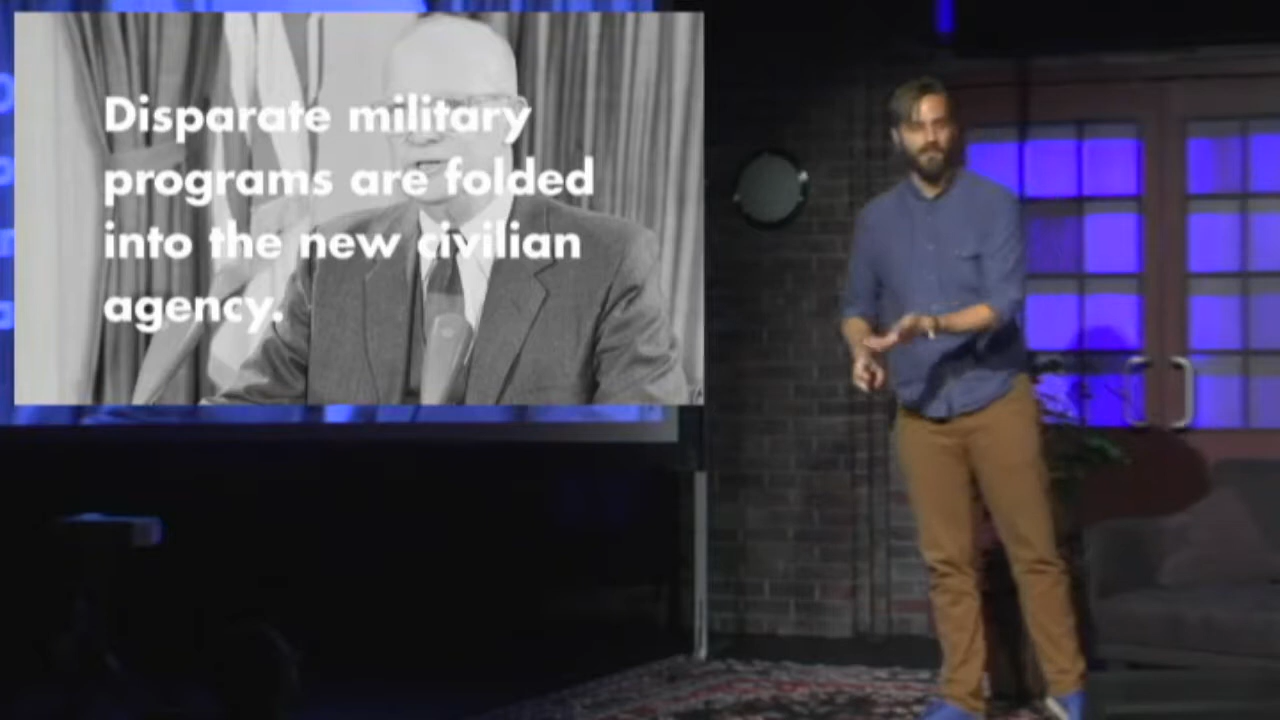 Disparate military
programs are folded
into the new civilian
agency.